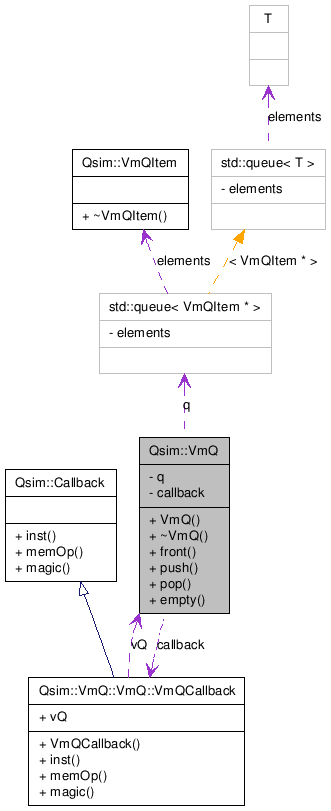 T
elements
Qsim::VmQItem
+ ~VmQItem()
std::queue< T >
- elements
elements
< VmQItem * >
std::queue< VmQItem * >
- elements
q
Qsim::VmQ
- q
- callback
+ VmQ()
+ ~VmQ()
+ front()
+ push()
+ pop()
+ empty()
Qsim::Callback
+ inst()
+ memOp()
+ magic()
vQ
callback
Qsim::VmQ::VmQ::VmQCallback
+ vQ
+ VmQCallback()
+ inst()
+ memOp()
+ magic()